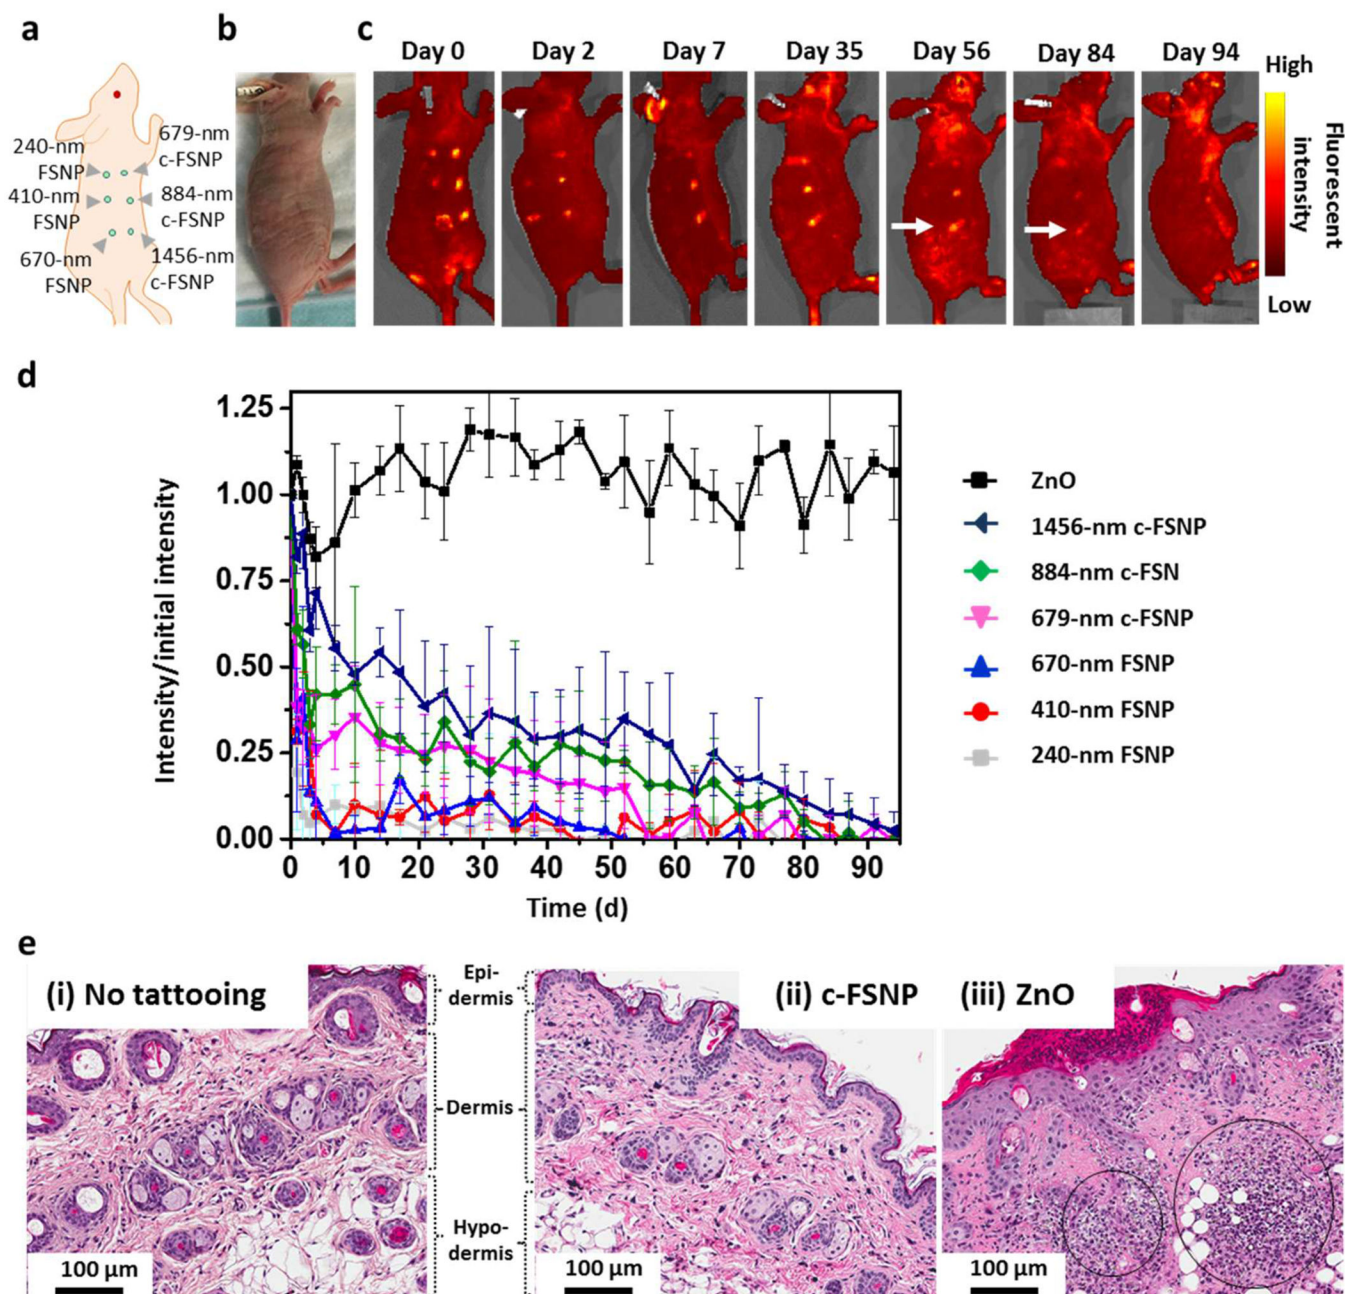 a
b
c
Day 0
Day 2
Day 7
Day 35
Day 56
Day 84
Day 94
High
Fluorescent
intensity
Low
240-nm
FSNP
410-nm
FSNP
670-nm
FSNP
679-nm
c-FSNP
884-nm
c-FSNP
1456-nm
c-FSNP
d
Intensity/initial intensity
1.25
1.00
0.75
0.50
0.25
0.00
0 10 20 30 40 50 60 70 80 90
Time (d)
ZnO
1456-nm c-FSNP
884-nm c-FSN
679-nm c-FSNP
670-nm FSNP
410-nm FSNP
240-nm FSNP
e
(i) No tattooing
Epi-
dermis
Dermis
Hypo-
dermis
(ii) c-FSNP
(iii) ZnO
100 μm
100 μm
100 μm